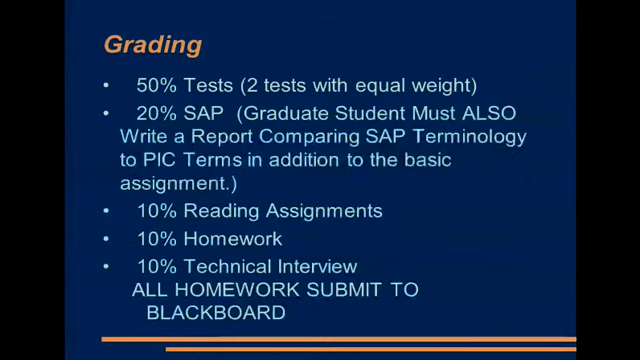 Grading
• 50% Tests (2 tests with equal weight)
• 20% SAP (Graduate Student Must ALSO
Write a Report Comparing SAP Terminology
to PIC Terms in addition to the basic
assignment.)
• 10% Reading Assignments
• 10% Homework
• 10% Technical Interview
ALL HOMEWORK SUBMIT TO
BLACKBOARD